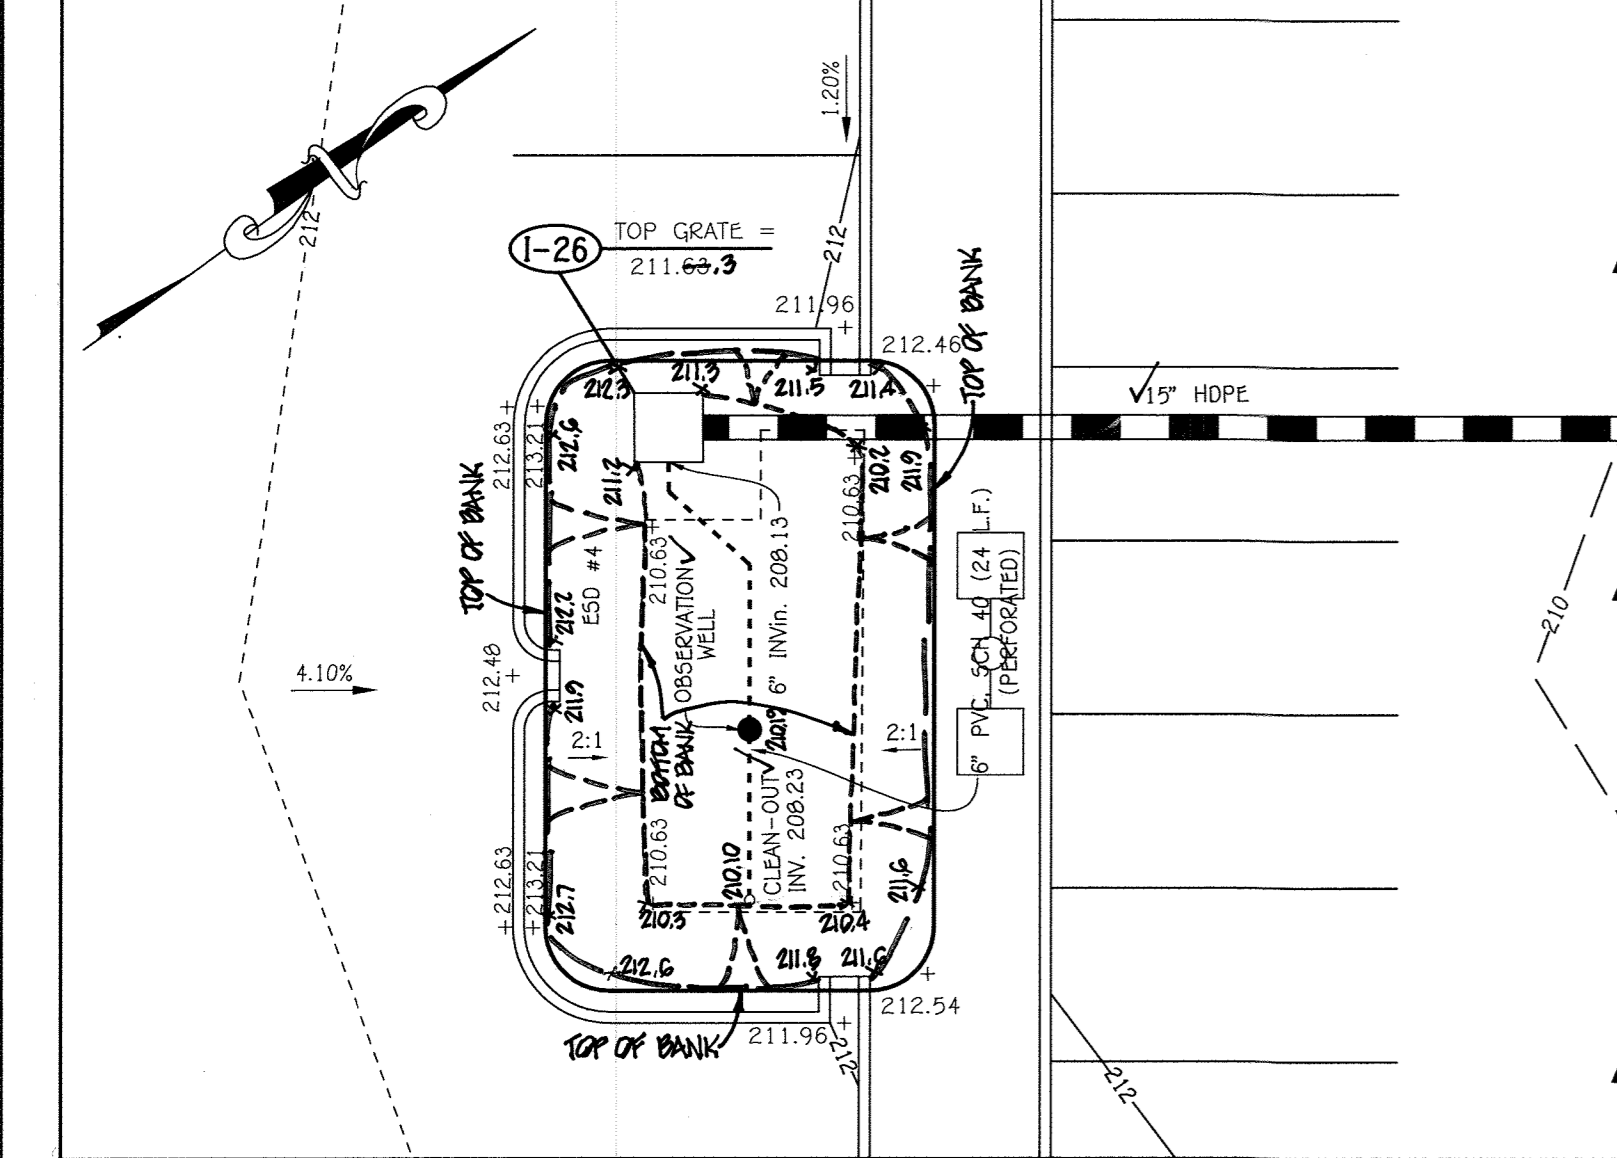 1.20%
212
I-26
TOP GRATE =
211.63 .3
212
211.96
212.46
TOP OF BANK
212.3
211.3
211.5
211.4
15" HDPE
212.63
213.21
212.6
211.2
210.2
211.9
210.63
TOP OF BANK
ESD #4
210.63
OBSERVATION
WELL
6" INVin. 208.13
6" PVC, SCH 40 (24 L.F.)
(PERFORATED)
212.2
210
4.10%
212.48
211.9
2:1
BOTTOM
OF BANK
210.19
2:1
CLEAN-OUT
INV. 208.23
212.63
213.21
212.7
210.63
210.10
210.63
211.6
210.3
210.4
212.6
211.8
211.6
212.54
TOP OF BANK
211.96
212
212